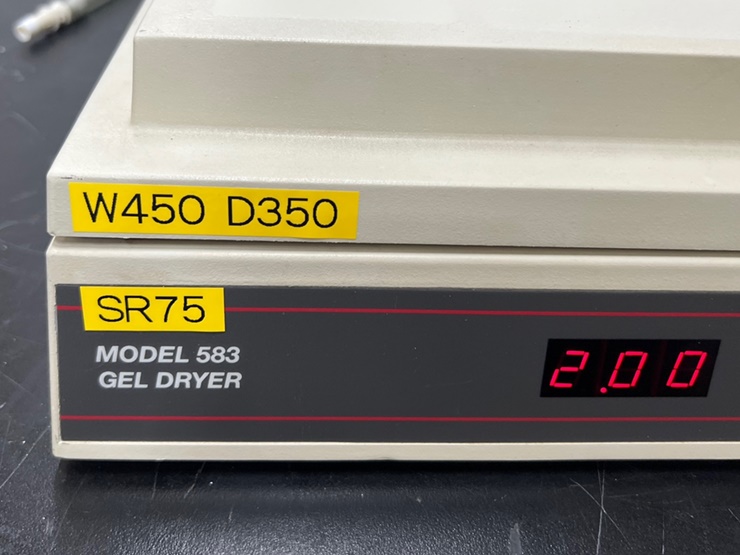 W450 D350
SR75
MODEL 583
GEL DRYER
2.00